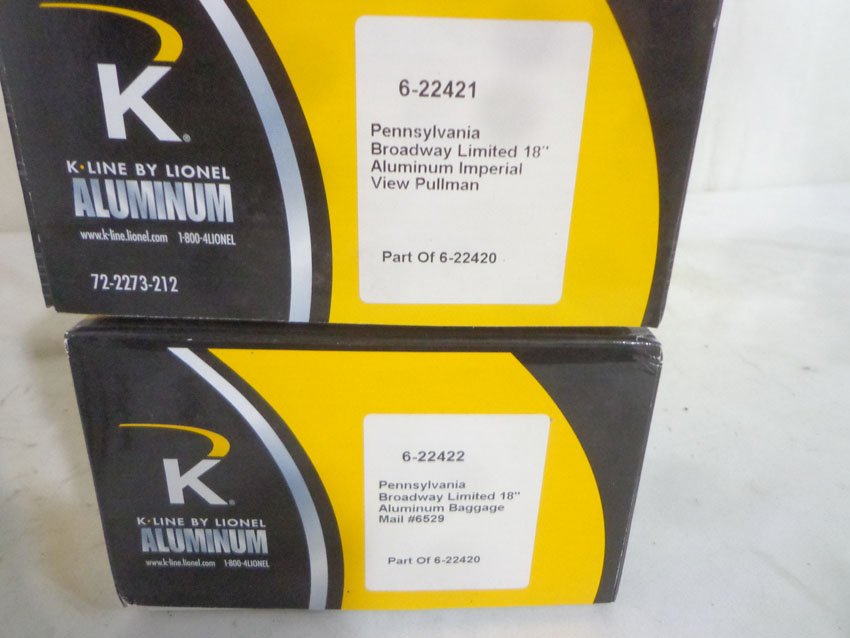 K
K-LINE BY LIONEL
ALUMINUM
www.k-line.lionel.com 1-800-4LIONEL
72-2273-212
6-22421
Pennsylvania
Broadway Limited 18"
Aluminum Imperial
View Pullman
Part Of 6-22420
K
K-LINE BY LIONEL
ALUMINUM
www.k-line.lionel.com 1-800-4LIONEL
6-22422
Pennsylvania
Broadway Limited 18"
Aluminum Baggage
Mail #6529
Part Of 6-22420